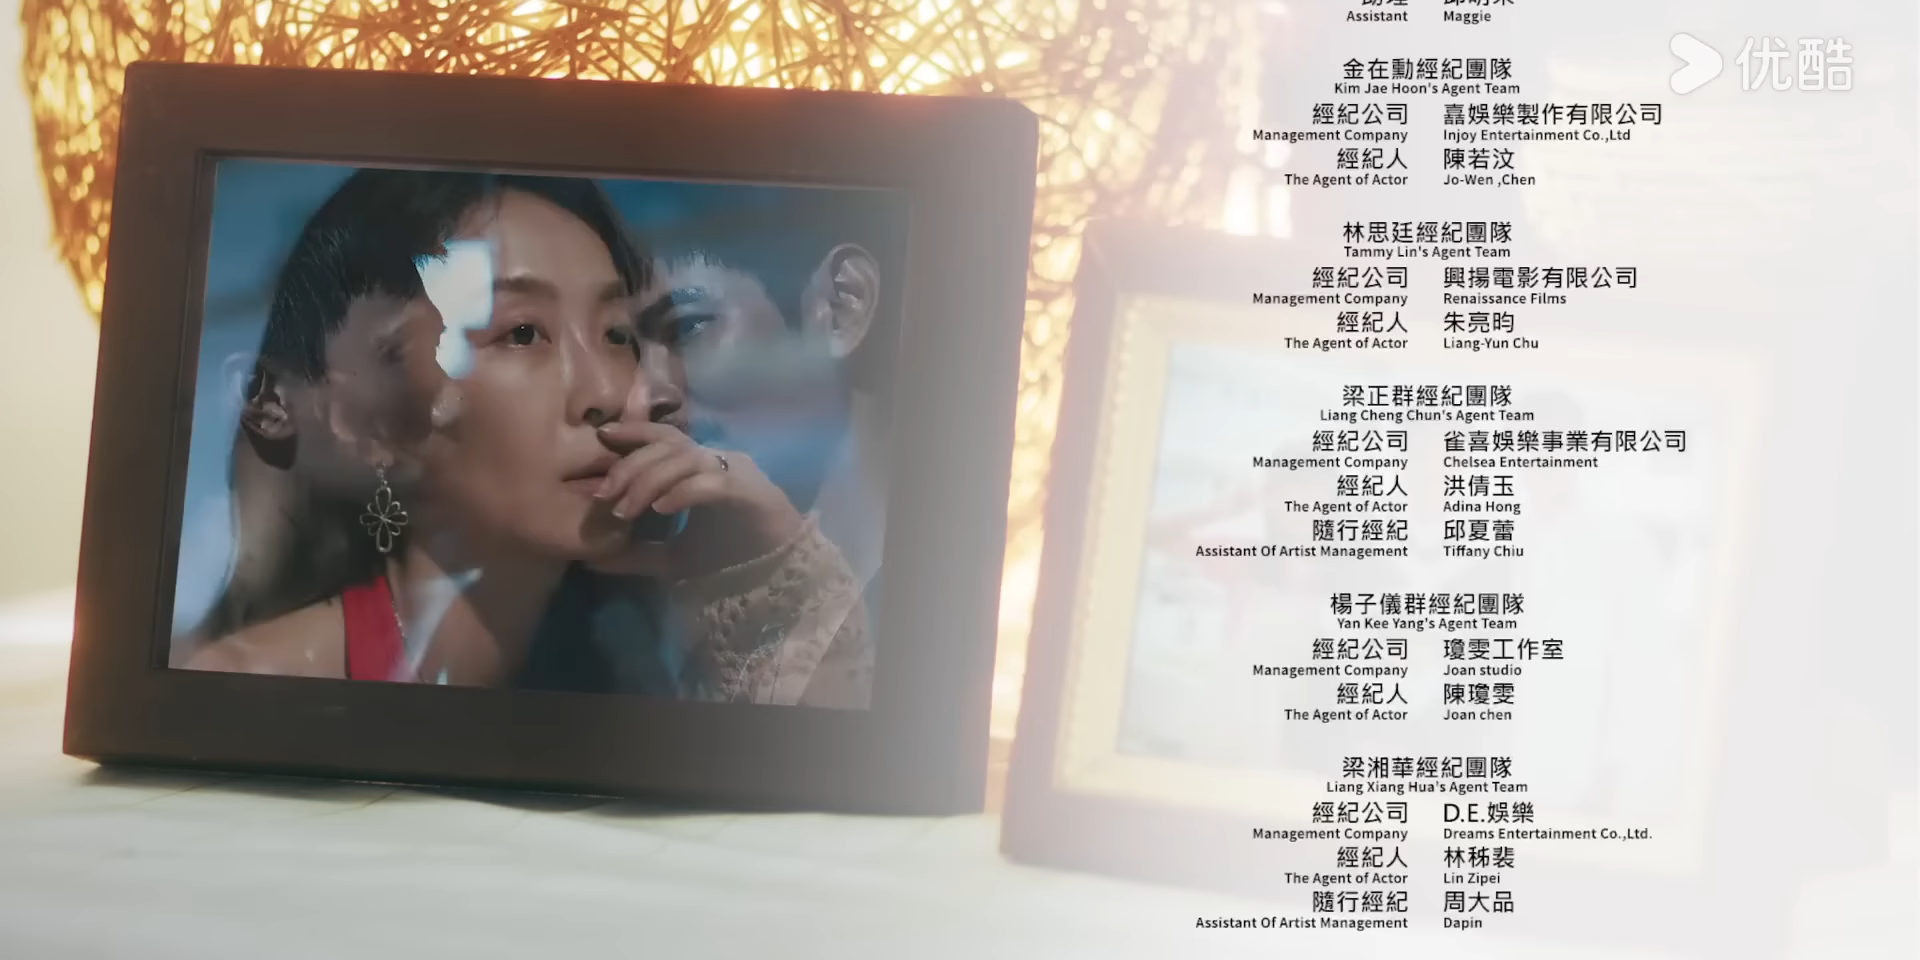 Assistant Maggie
优酷
金在勳經紀團隊
Kim Jae Hoon's Agent Team
經紀公司 嚞娛樂製作有限公司
Management Company Injoy Entertainment Co.,Ltd
經紀人 陳若汶
The Agent of Actor Jo-Wen ,Chen
林思廷經紀團隊
Tammy Lin's Agent Team
經紀公司 興揚電影有限公司
Management Company Renaissance Films
經紀人 朱亮昀
The Agent of Actor Liang-Yun Chu
梁正群經紀團隊
Liang Cheng Chun's Agent Team
經紀公司 雀喜娛樂事業有限公司
Management Company Chelsea Entertainment
經紀人 洪倩玉
The Agent of Actor Adina Hong
隨行經紀 邱夏蕾
Assistant Of Artist Management Tiffany Chiu
楊子儀群經紀團隊
Yan Kee Yang's Agent Team
經紀公司 瓊雯工作室
Management Company Joan studio
經紀人 陳瓊雯
The Agent of Actor Joan chen
梁湘華經紀團隊
Liang Xiang Hua's Agent Team
經紀公司 D.E.娛樂
Management Company Dreams Entertainment Co.,Ltd.
經紀人 林秭裴
The Agent of Actor Lin Zipei
隨行經紀 周大品
Assistant Of Artist Management Dapin